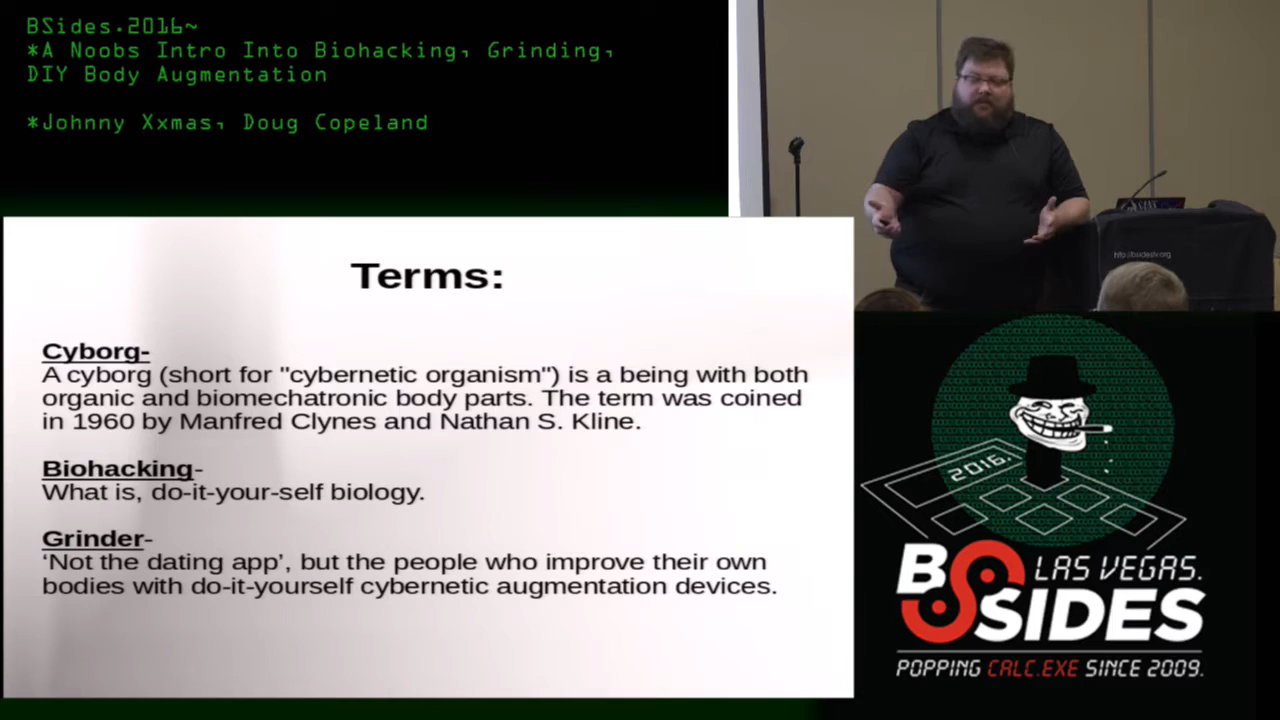 BSides.2016~
*A Noobs Intro Into Biohacking, Grinding,
DIY Body Augmentation
*Johnny Xxmas, Doug Copeland
Terms:
Cyborg-
A cyborg (short for "cybernetic organism") is a being with both
organic and biomechatronic body parts. The term was coined
in 1960 by Manfred Clynes and Nathan S. Kline.
Biohacking-
What is, do-it-your-self biology.
Grinder-
‘Not the dating app’, but the people who improve their own
bodies with do-it-yourself cybernetic augmentation devices.
http://bsideslv.org
2016.
BSIDES
LAS VEGAS.
POPPING CALC.EXE SINCE 2009.